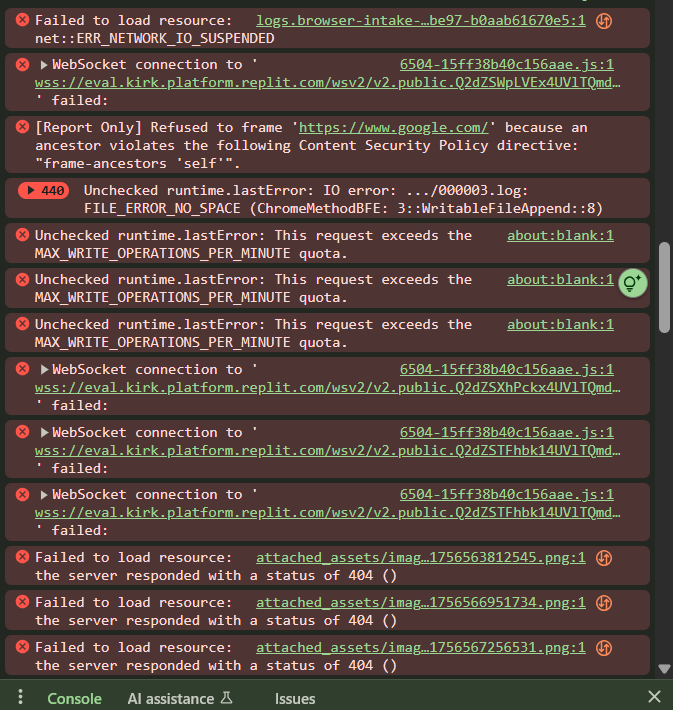 Failed to load resource: logs.browser-intake-…be97-b0aab61670e5:1
net::ERR_NETWORK_IO_SUSPENDED
WebSocket connection to ' 6504-15ff38b40c156aae.js:1
wss://eval.kirk.platform.replit.com/wsv2/v2.public.Q2dZSWpLVEx4UVlTQmd…
' failed:
[Report Only] Refused to frame 'https://www.google.com/' because an
ancestor violates the following Content Security Policy directive:
"frame-ancestors 'self'".
440 Unchecked runtime.lastError: IO error: .../000003.log:
FILE_ERROR_NO_SPACE (ChromeMethodBFE: 3::WritableFileAppend::8)
Unchecked runtime.lastError: This request exceeds the about:blank:1
MAX_WRITE_OPERATIONS_PER_MINUTE quota.
Unchecked runtime.lastError: This request exceeds the about:blank:1
MAX_WRITE_OPERATIONS_PER_MINUTE quota.
Unchecked runtime.lastError: This request exceeds the about:blank:1
MAX_WRITE_OPERATIONS_PER_MINUTE quota.
WebSocket connection to ' 6504-15ff38b40c156aae.js:1
wss://eval.kirk.platform.replit.com/wsv2/v2.public.Q2dZSXhPckx4UVlTQmd…
' failed:
WebSocket connection to ' 6504-15ff38b40c156aae.js:1
wss://eval.kirk.platform.replit.com/wsv2/v2.public.Q2dZSTFhbk14UVlTQmd…
' failed:
WebSocket connection to ' 6504-15ff38b40c156aae.js:1
wss://eval.kirk.platform.replit.com/wsv2/v2.public.Q2dZSTFhbk14UVlTQmd…
' failed:
Failed to load resource: attached_assets/imag…1756563812545.png:1
the server responded with a status of 404 ()
Failed to load resource: attached_assets/imag…1756566951734.png:1
the server responded with a status of 404 ()
Failed to load resource: attached_assets/imag…1756567256531.png:1
the server responded with a status of 404 ()
Console AI assistance Issues